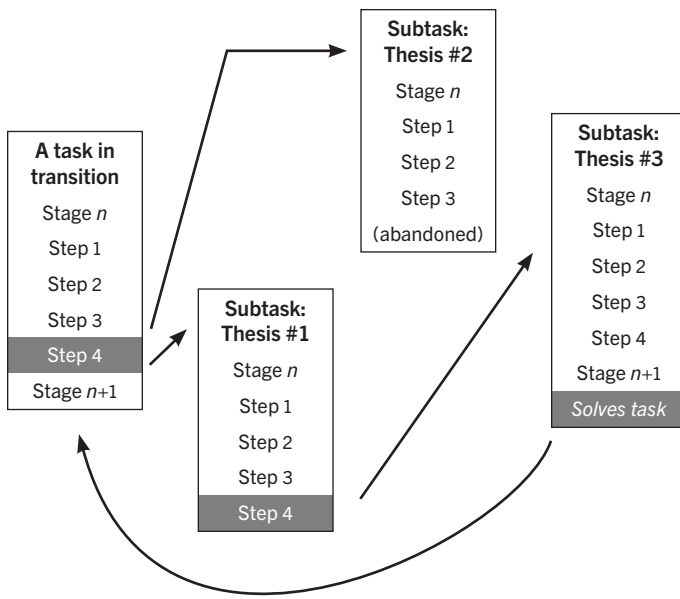 A task in
transition
Stage n
Step 1
Step 2
Step 3
Step 4
Stage n+1
Subtask:
Thesis #1
Stage n
Step 1
Step 2
Step 3
Step 4
Subtask:
Thesis #2
Stage n
Step 1
Step 2
Step 3
(abandoned)
Subtask:
Thesis #3
Stage n
Step 1
Step 2
Step 3
Step 4
Stage n+1
Solves task